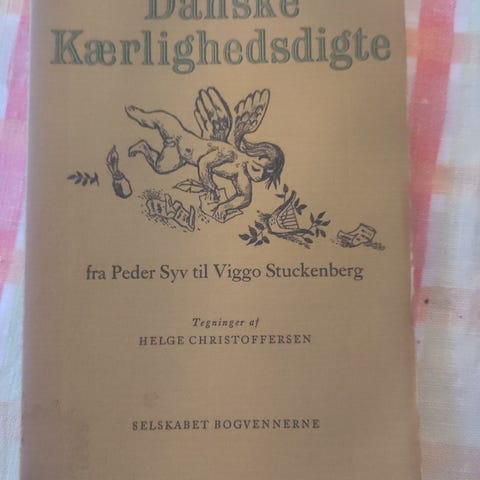 Danske
Kærlighedsdigte
fra Peder Syv til Viggo Stuckenberg
Tegninger af
HELGE CHRISTOFFERSEN
SELSKABET BOGVENNERNE